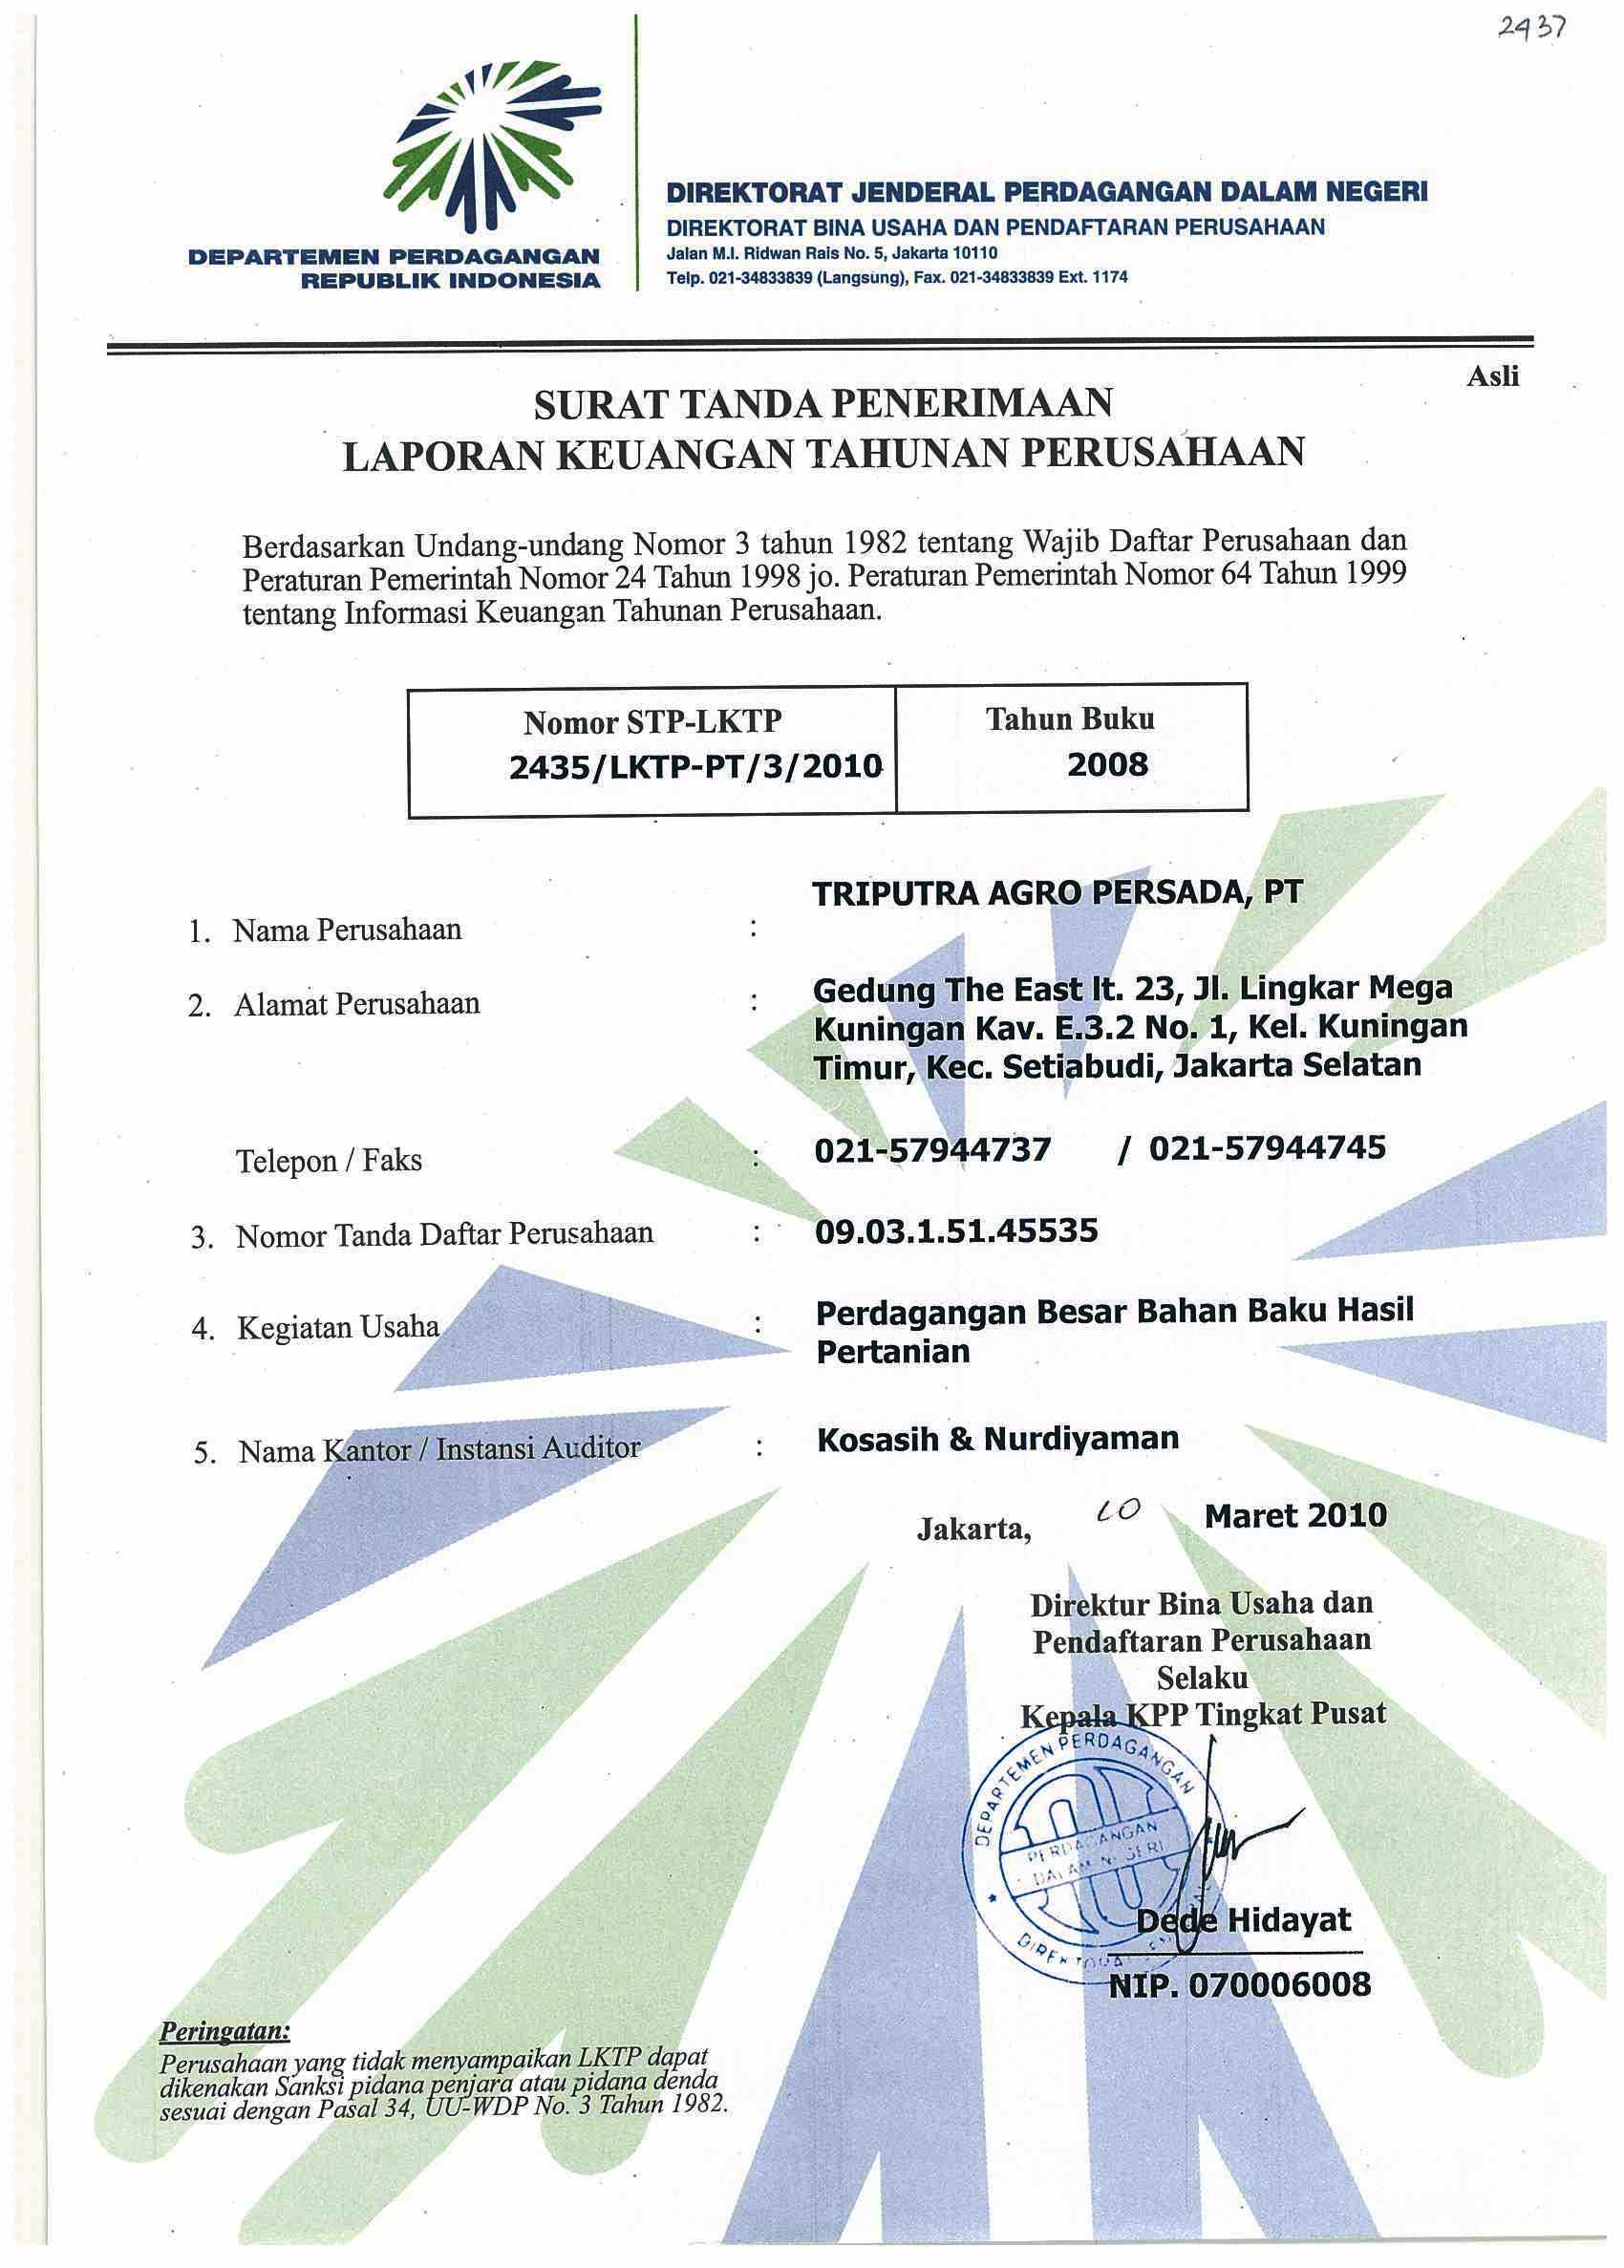 2437
DEPARTEMEN PERDAGANGAN
REPUBLIK INDONESIA
DIREKTORAT JENDERAL PERDAGANGAN DALAM NEGERI
DIREKTORAT BINA USAHA DAN PENDAFTARAN PERUSAHAAN
Jalan M.I. Ridwan Rais No. 5, Jakarta 10110
Telp. 021-34833839 (Langsung), Fax. 021-34833839 Ext. 1174
Asli
SURAT TANDA PENERIMAAN
LAPORAN KEUANGAN TAHUNAN PERUSAHAAN
Berdasarkan Undang-undang Nomor 3 tahun 1982 tentang Wajib Daftar Perusahaan dan
Peraturan Pemerintah Nomor 24 Tahun 1998 jo. Peraturan Pemerintah Nomor 64 Tahun 1999
tentang Informasi Keuangan Tahunan Perusahaan.
Nomor STP-LKTP Tahun Buku
2435/LKTP-PT/3/2010 2008
TRIPUTRA AGRO PERSADA, PT
1. Nama Perusahaan :
2. Alamat Perusahaan : Gedung The East lt. 23, Jl. Lingkar Mega
Kuningan Kav. E.3.2 No. 1, Kel. Kuningan
Timur, Kec. Setiabudi, Jakarta Selatan
Telepon / Faks : 021-57944737 / 021-57944745
3. Nomor Tanda Daftar Perusahaan : 09.03.1.51.45535
4. Kegiatan Usaha : Perdagangan Besar Bahan Baku Hasil
Pertanian
5. Nama Kantor / Instansi Auditor : Kosasih & Nurdiyaman
Jakarta, 10 Maret 2010
Direktur Bina Usaha dan
Pendaftaran Perusahaan
Selaku
Kepala KPP Tingkat Pusat
DEPARTEMEN PERDAGANGAN
PERDAGANGAN
DALAM NEGERI
Dede Hidayat
NIP. 070006008
Peringatan:
Perusahaan yang tidak menyampaikan LKTP dapat
dikenakan Sanksi pidana penjara atau pidana denda
sesuai dengan Pasal 34, UU-WDP No. 3 Tahun 1982.